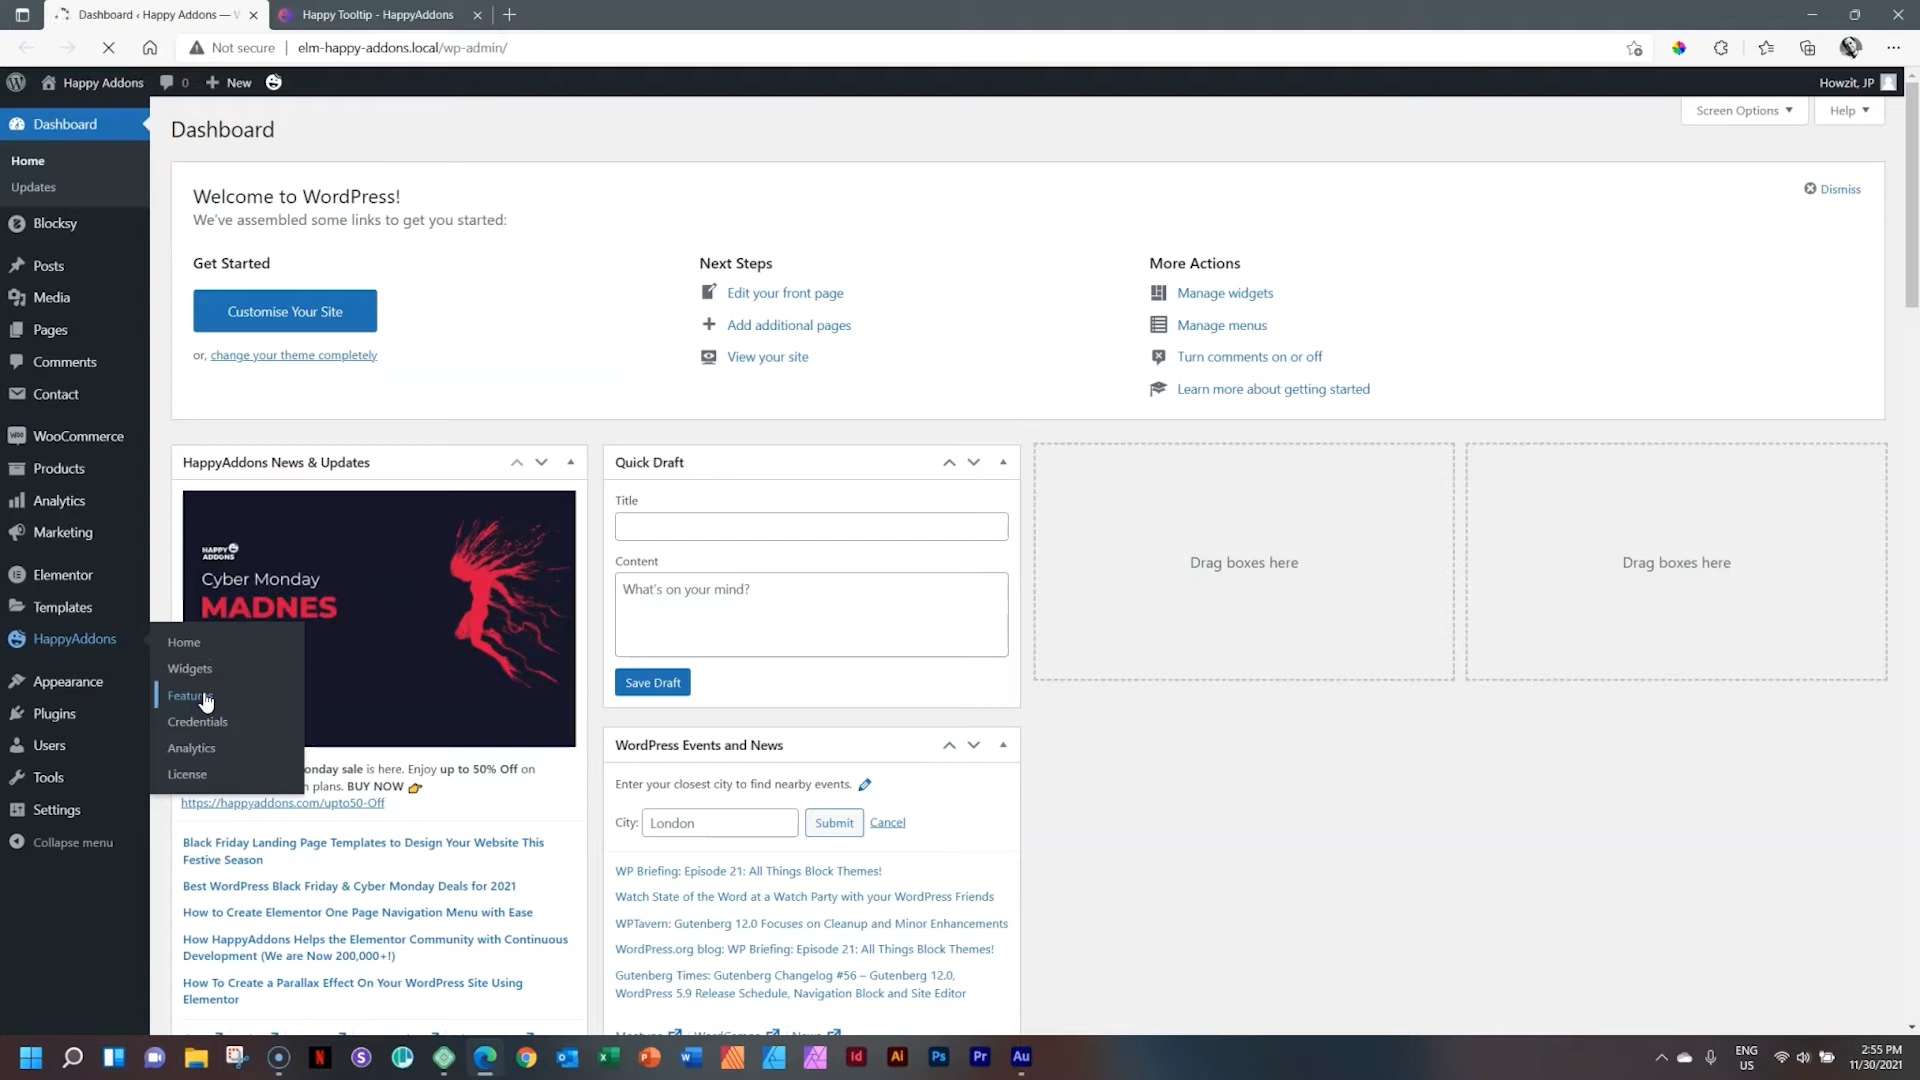 Dashboard ‹ Happy Addons — W
Happy Tooltip - HappyAddons
Not secure
elm-happy-addons.local/wp-admin/
Happy Addons
0
New
Howzit, JP
Dashboard
Home
Updates
Blocksy
Posts
Media
Pages
Comments
Contact
WooCommerce
Products
Analytics
Marketing
Elementor
Templates
HappyAddons
Appearance
Plugins
Users
Tools
Settings
Collapse menu
Home
Widgets
Features
Credentials
Analytics
License
Dashboard
Screen Options
Help
Welcome to WordPress!
We've assembled some links to get you started:
Dismiss
Get Started
Customise Your Site
or, change your theme completely
Next Steps
Edit your front page
Add additional pages
View your site
More Actions
Manage widgets
Manage menus
Turn comments on or off
Learn more about getting started
HappyAddons News & Updates
HAPPY
ADDONS
Cyber Monday
MADNES
onday sale is here. Enjoy up to 50% Off on
plans. BUY NOW 👉
https://happyaddons.com/upto50-Off
Black Friday Landing Page Templates to Design Your Website This
Festive Season
Best WordPress Black Friday & Cyber Monday Deals for 2021
How to Create Elementor One Page Navigation Menu with Ease
How HappyAddons Helps the Elementor Community with Continuous
Development (We are Now 200,000+!)
How To Create a Parallax Effect On Your WordPress Site Using
Elementor
Quick Draft
Title
Content
What's on your mind?
Save Draft
WordPress Events and News
Enter your closest city to find nearby events.
City:
London
Submit
Cancel
WP Briefing: Episode 21: All Things Block Themes!
Watch State of the Word at a Watch Party with your WordPress Friends
WPTavern: Gutenberg 12.0 Focuses on Cleanup and Minor Enhancements
WordPress.org blog: WP Briefing: Episode 21: All Things Block Themes!
Gutenberg Times: Gutenberg Changelog #56 – Gutenberg 12.0,
WordPress 5.9 Release Schedule, Navigation Block and Site Editor
Drag boxes here
Drag boxes here
ENG
US
2:55 PM
11/30/2021